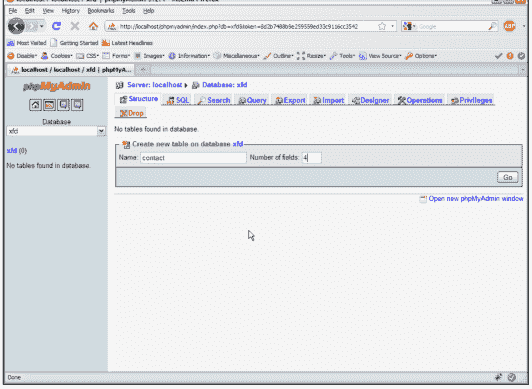 File Edit View History Bookmarks Tools Help
http://localhost/phpmyadmin/index.php?db=xfd&token=
Google
Most Visited Getting Started Latest Headlines
Disable Cookies CSS Forms Images Information Miscellaneous Outline Resize Tools View Source Options
localhost / localhost / xfd | phpMyA...
phpMyAdmin
Server: localhost Database: xfd
Structure SQL Search Query Export Import Designer Operations Privileges
Drop
Database
xfd
xfd (0)
No tables found in database.
No tables found in database.
Create new table on database xfd
Name: contact Number of fields: 4
Go
Open new phpMyAdmin window
Done